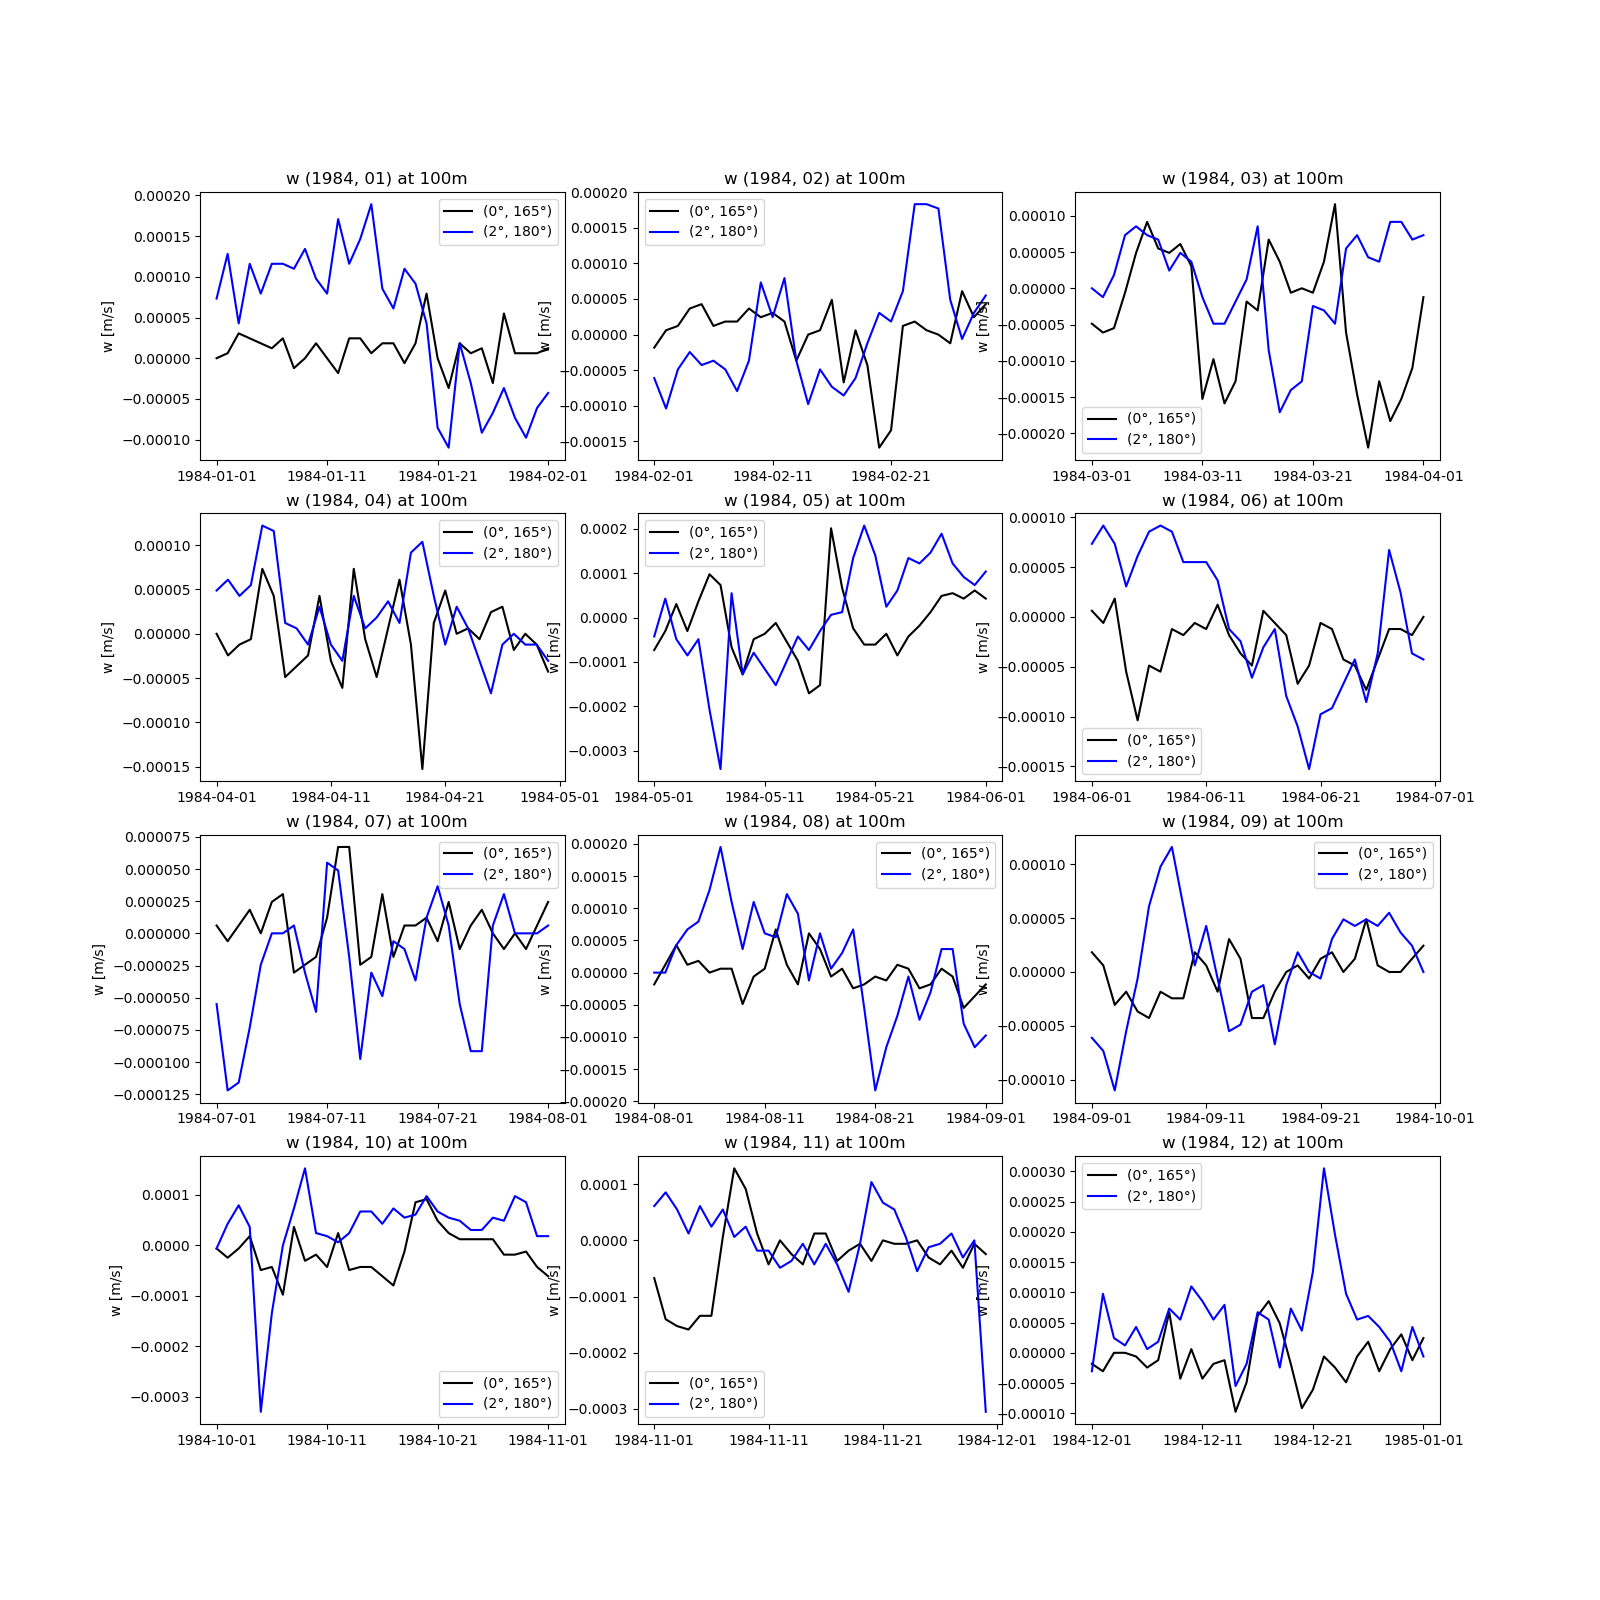 w (1984, 01) at 100m
0.00020
0.00015
0.00010
0.00005
0.00000
−0.00005
−0.00010
w [m/s]
(0°, 165°)
(2°, 180°)
1984-01-01 1984-01-11 1984-01-21 1984-02-01
w (1984, 02) at 100m
0.00020
0.00015
0.00010
0.00005
0.00000
−0.00005
−0.00010
−0.00015
w [m/s]
(0°, 165°)
(2°, 180°)
1984-02-01 1984-02-11 1984-02-21
w (1984, 03) at 100m
0.00010
0.00005
0.00000
−0.00005
−0.00010
−0.00015
−0.00020
w [m/s]
(0°, 165°)
(2°, 180°)
1984-03-01 1984-03-11 1984-03-21 1984-04-01
w (1984, 04) at 100m
0.00010
0.00005
0.00000
−0.00005
−0.00010
−0.00015
w [m/s]
(0°, 165°)
(2°, 180°)
1984-04-01 1984-04-11 1984-04-21 1984-05-01
w (1984, 05) at 100m
0.0002
0.0001
0.0000
−0.0001
−0.0002
−0.0003
w [m/s]
(0°, 165°)
(2°, 180°)
1984-05-01 1984-05-11 1984-05-21 1984-06-01
w (1984, 06) at 100m
0.00010
0.00005
0.00000
−0.00005
−0.00010
−0.00015
w [m/s]
(0°, 165°)
(2°, 180°)
1984-06-01 1984-06-11 1984-06-21 1984-07-01
w (1984, 07) at 100m
0.000075
0.000050
0.000025
0.000000
−0.000025
−0.000050
−0.000075
−0.000100
−0.000125
w [m/s]
(0°, 165°)
(2°, 180°)
1984-07-01 1984-07-11 1984-07-21 1984-08-01
w (1984, 08) at 100m
0.00020
0.00015
0.00010
0.00005
0.00000
−0.00005
−0.00010
−0.00015
−0.00020
w [m/s]
(0°, 165°)
(2°, 180°)
1984-08-01 1984-08-11 1984-08-21 1984-09-01
w (1984, 09) at 100m
0.00010
0.00005
0.00000
−0.00005
−0.00010
w [m/s]
(0°, 165°)
(2°, 180°)
1984-09-01 1984-09-11 1984-09-21 1984-10-01
w (1984, 10) at 100m
0.0001
0.0000
−0.0001
−0.0002
−0.0003
w [m/s]
(0°, 165°)
(2°, 180°)
1984-10-01 1984-10-11 1984-10-21 1984-11-01
w (1984, 11) at 100m
0.0001
0.0000
−0.0001
−0.0002
−0.0003
w [m/s]
(0°, 165°)
(2°, 180°)
1984-11-01 1984-11-11 1984-11-21 1984-12-01
w (1984, 12) at 100m
0.00030
0.00025
0.00020
0.00015
0.00010
0.00005
0.00000
−0.00005
−0.00010
w [m/s]
(0°, 165°)
(2°, 180°)
1984-12-01 1984-12-11 1984-12-21 1985-01-01